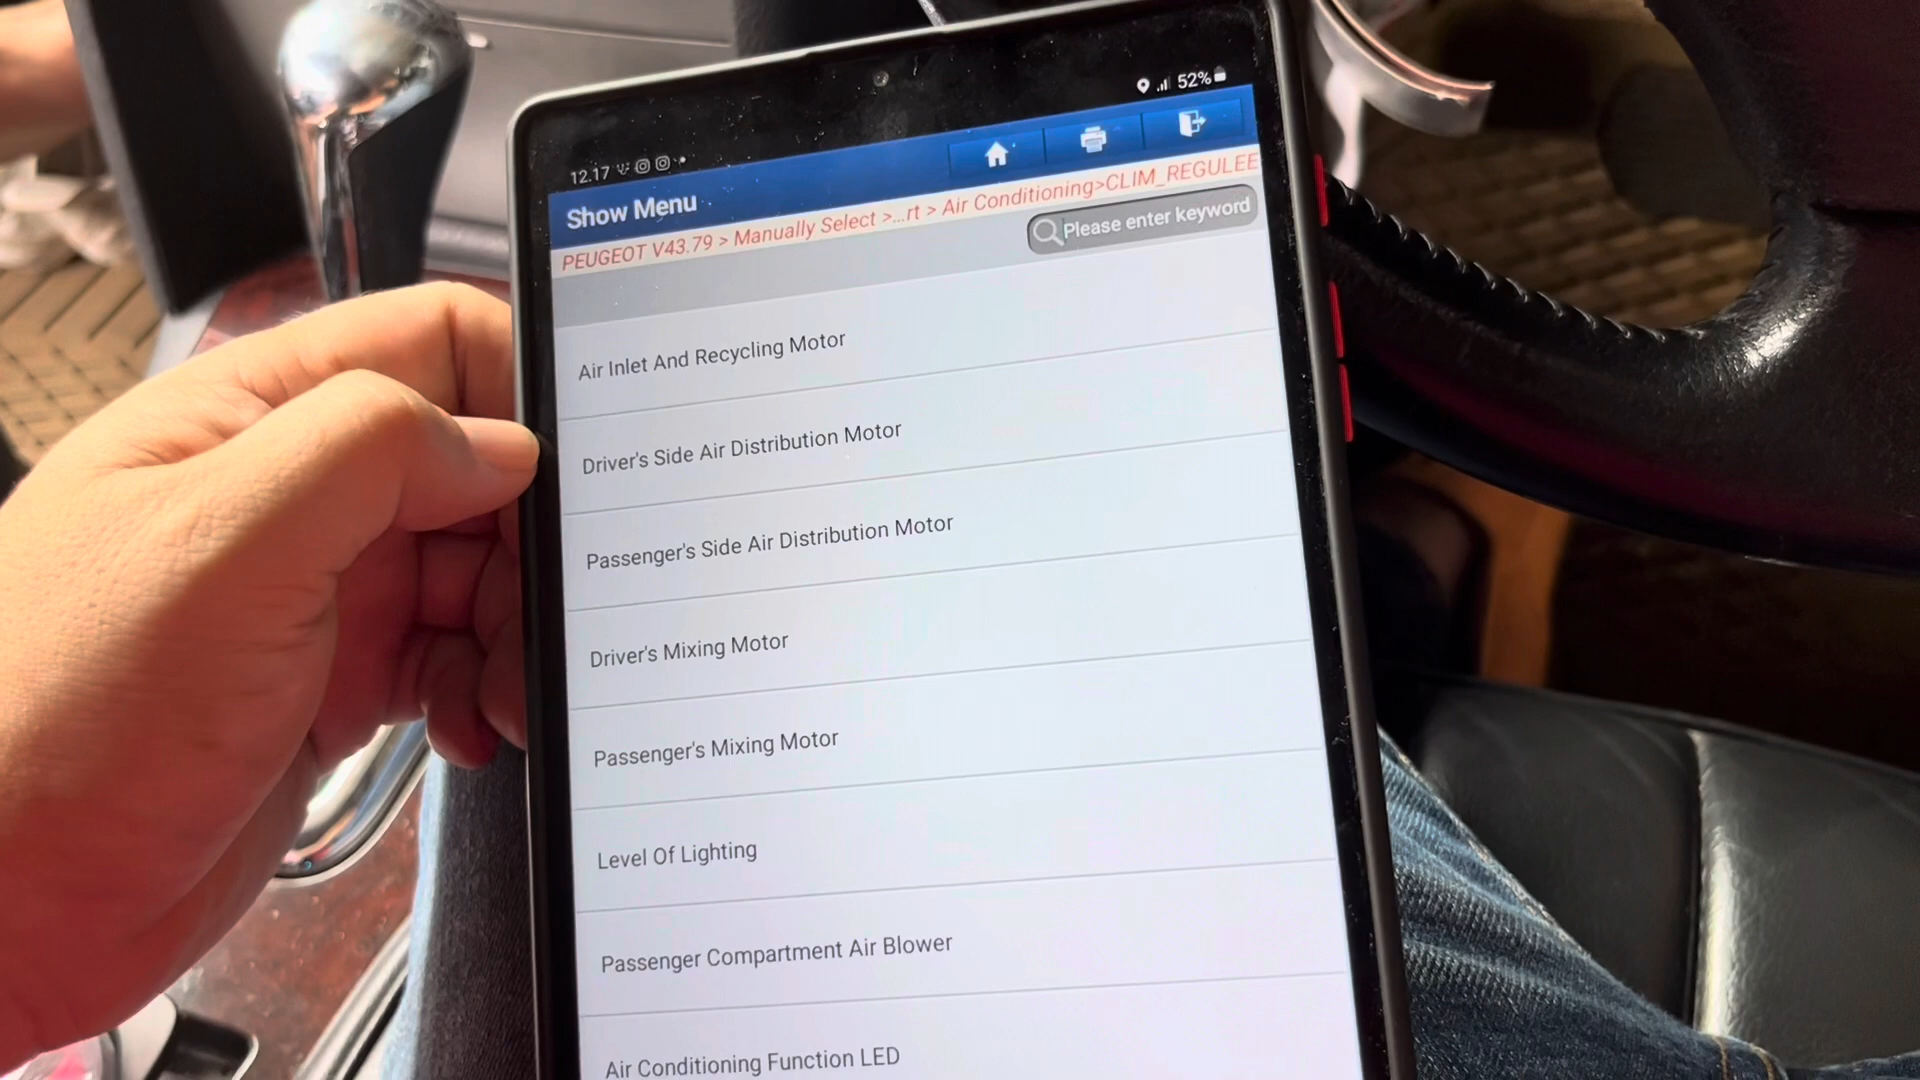 12.17
52%
Show Menu
PEUGEOT V43.79 > Manually Select >...rt > Air Conditioning>CLIM_REGULEE
Please enter keyword
Air Inlet And Recycling Motor
Driver's Side Air Distribution Motor
Passenger's Side Air Distribution Motor
Driver's Mixing Motor
Passenger's Mixing Motor
Level Of Lighting
Passenger Compartment Air Blower
Air Conditioning Function LED